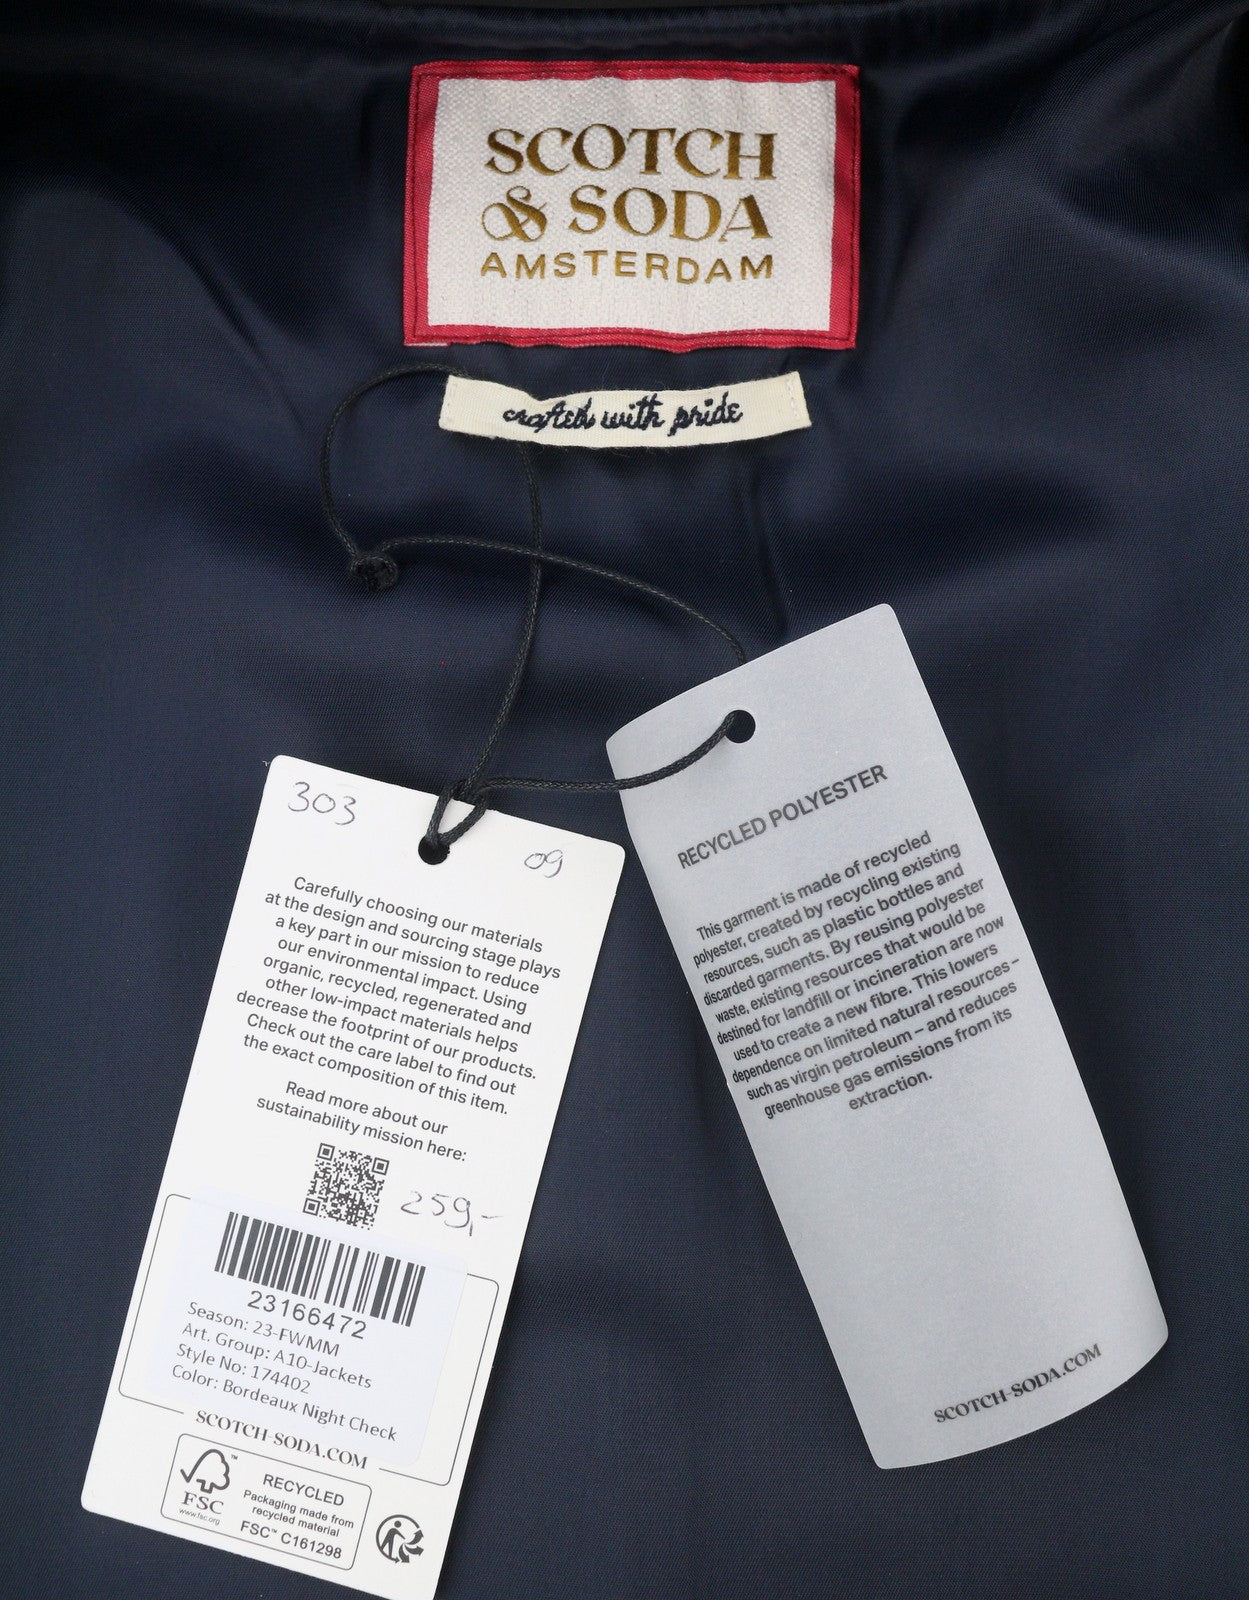 SCOTCH
& SODA
AMSTERDAM
crafted with pride
303
09
Carefully choosing our materials
at the design and sourcing stage plays
a key part in our mission to reduce
our environmental impact. Using
organic, recycled, regenerated and
other low-impact materials helps
decrease the footprint of our products.
Check out the care label to find out
the exact composition of this item.
Read more about our
sustainability mission here:
259,-
23166472
Season: 23-FWMM
Art. Group: A10-Jackets
Style No: 174402
Color: Bordeaux Night Check
SCOTCH-SODA.COM
FSC
www.fsc.org
RECYCLED
Packaging made from
recycled material
FSC™ C161298
RECYCLED POLYESTER
This garment is made of recycled
polyester, created by recycling existing
resources, such as plastic bottles and
discarded garments. By reusing polyester
waste, existing resources that would be
destined for landfill or incineration are now
used to create a new fibre. This lowers
dependence on limited natural resources –
such as virgin petroleum – and reduces
greenhouse gas emissions from its
extraction.
SCOTCH-SODA.COM